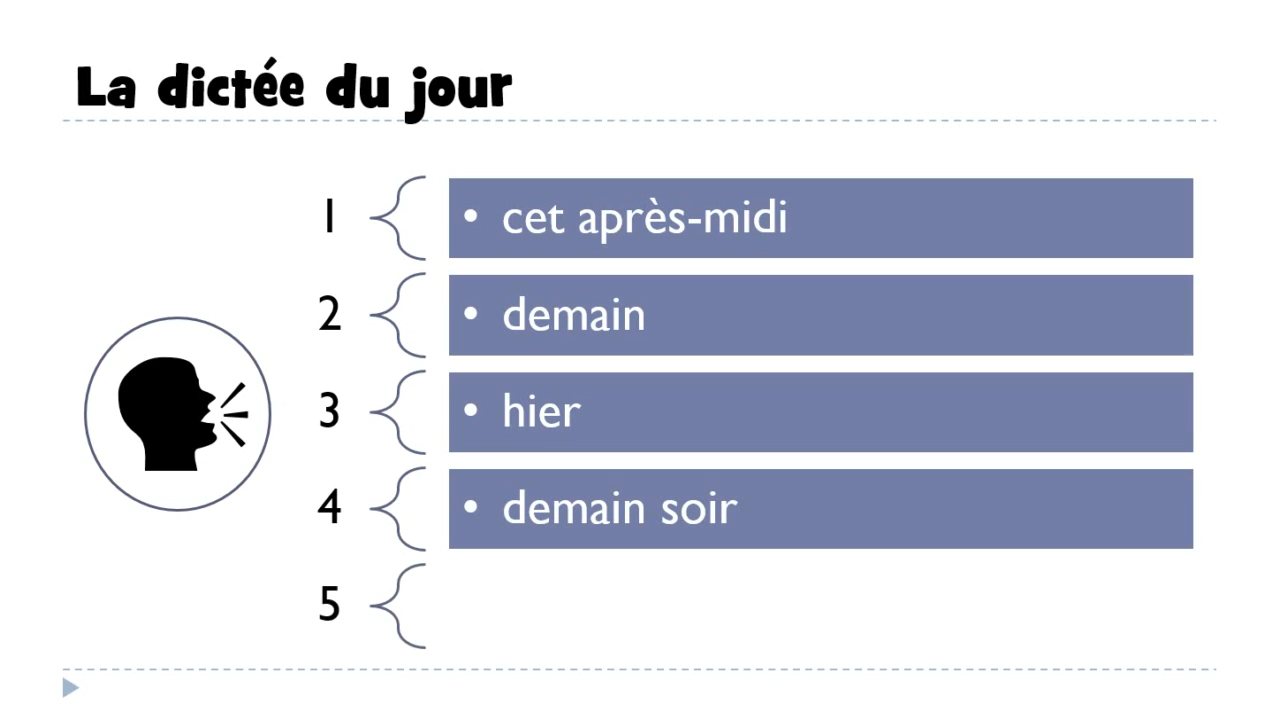 La dictée du jour
1 • cet après-midi
2 • demain
3 • hier
4 • demain soir
5